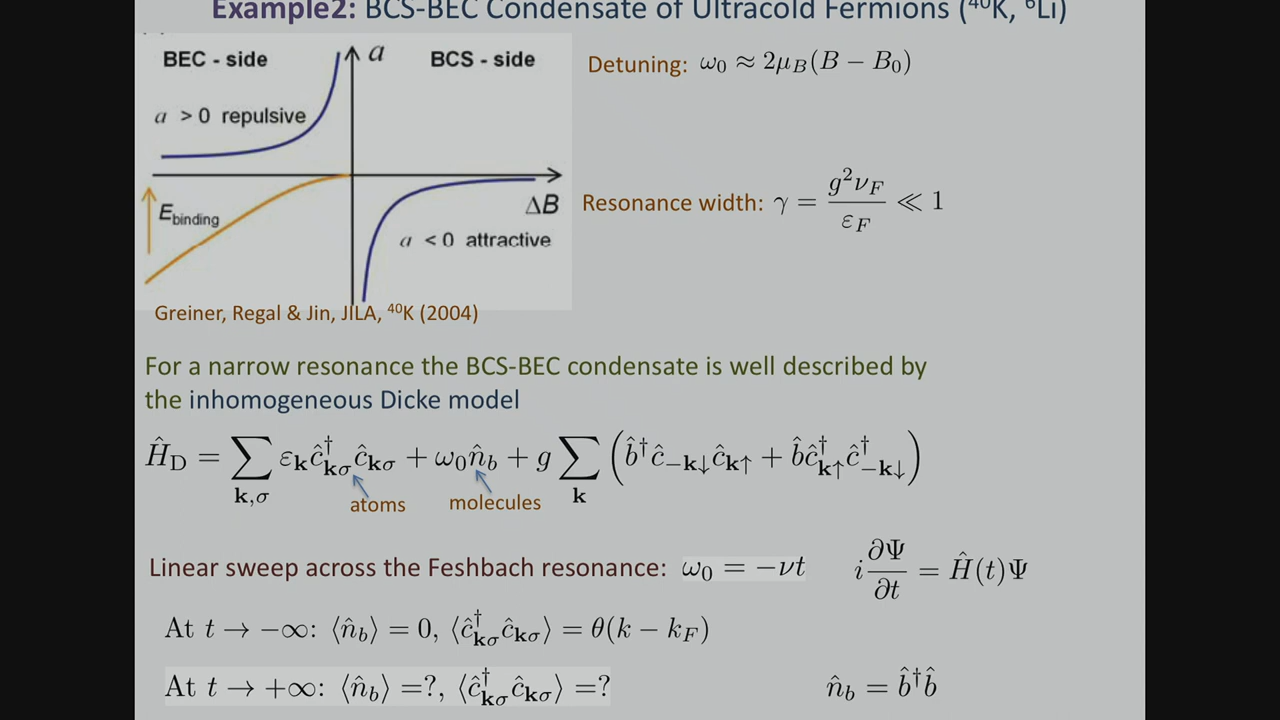 Example2: BCS-BEC Condensate of Ultracold Fermions (⁴⁰K, ⁶Li)
BEC - side
a
BCS - side
a > 0 repulsive
E_binding
ΔB
a < 0 attractive
Greiner, Regal & Jin, JILA, ⁴⁰K (2004)
Detuning: ω₀ ≈ 2μ_B(B − B₀)
Resonance width: γ = g²ν_F / ε_F ≪ 1
For a narrow resonance the BCS-BEC condensate is well described by
the inhomogeneous Dicke model
Ĥ_D = ∑_{k,σ} ε_k ĉ†_{kσ} ĉ_{kσ} + ω₀n̂_b + g ∑_k (b̂†ĉ_{−k↓}ĉ_{k↑} + b̂ĉ†_{k↑}ĉ†_{−k↓})
atoms
molecules
Linear sweep across the Feshbach resonance: ω₀ = −νt
i ∂Ψ/∂t = Ĥ(t)Ψ
At t → −∞: ⟨n̂_b⟩ = 0, ⟨ĉ†_{kσ}ĉ_{kσ}⟩ = θ(k − k_F)
At t → +∞: ⟨n̂_b⟩ =?, ⟨ĉ†_{kσ}ĉ_{kσ}⟩ =?
n̂_b = b̂†b̂